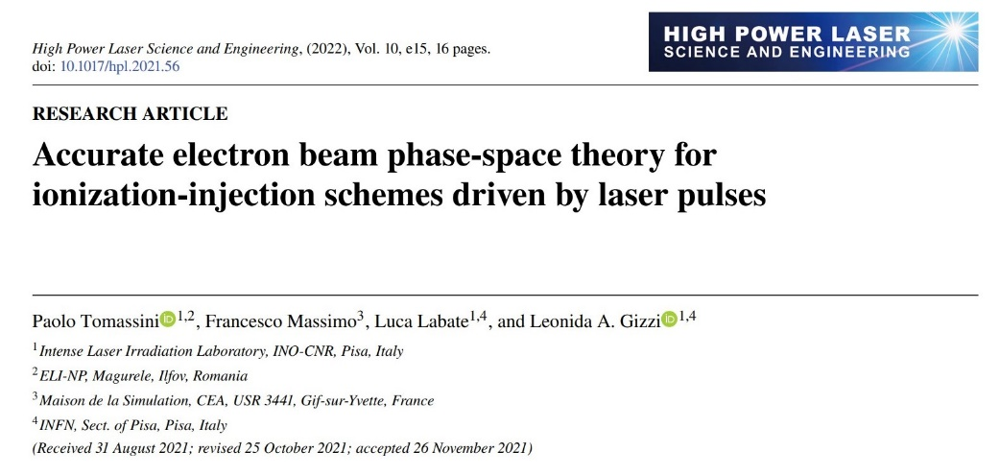 High Power Laser Science and Engineering, (2022), Vol. 10, e15, 16 pages.
doi: 10.1017/hpl.2021.56
HIGH POWER LASER
SCIENCE AND ENGINEERING
RESEARCH ARTICLE
Accurate electron beam phase-space theory for
ionization-injection schemes driven by laser pulses
Paolo Tomassini iD 1,2, Francesco Massimo3, Luca Labate1,4, and Leonida A. Gizzi iD 1,4
1 Intense Laser Irradiation Laboratory, INO-CNR, Pisa, Italy
2 ELI-NP, Magurele, Ilfov, Romania
3 Maison de la Simulation, CEA, USR 3441, Gif-sur-Yvette, France
4 INFN, Sect. of Pisa, Pisa, Italy
(Received 31 August 2021; revised 25 October 2021; accepted 26 November 2021)